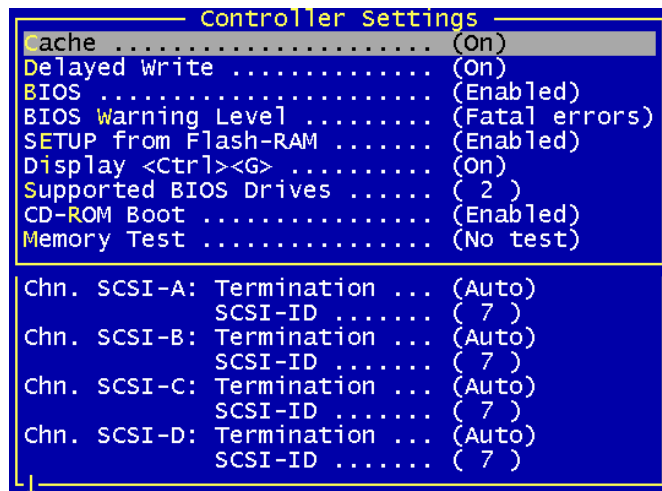 Controller Settings
Cache ....................... (On)
Delayed Write .............. (On)
BIOS ....................... (Enabled)
BIOS Warning Level ......... (Fatal errors)
SETUP from Flash-RAM ....... (Enabled)
Display <Ctrl><G> .......... (On)
Supported BIOS Drives ...... ( 2 )
CD-ROM Boot ................ (Enabled)
Memory Test ................ (No test)
Chn. SCSI-A: Termination ... (Auto)
SCSI-ID ....... ( 7 )
Chn. SCSI-B: Termination ... (Auto)
SCSI-ID ....... ( 7 )
Chn. SCSI-C: Termination ... (Auto)
SCSI-ID ....... ( 7 )
Chn. SCSI-D: Termination ... (Auto)
SCSI-ID ....... ( 7 )